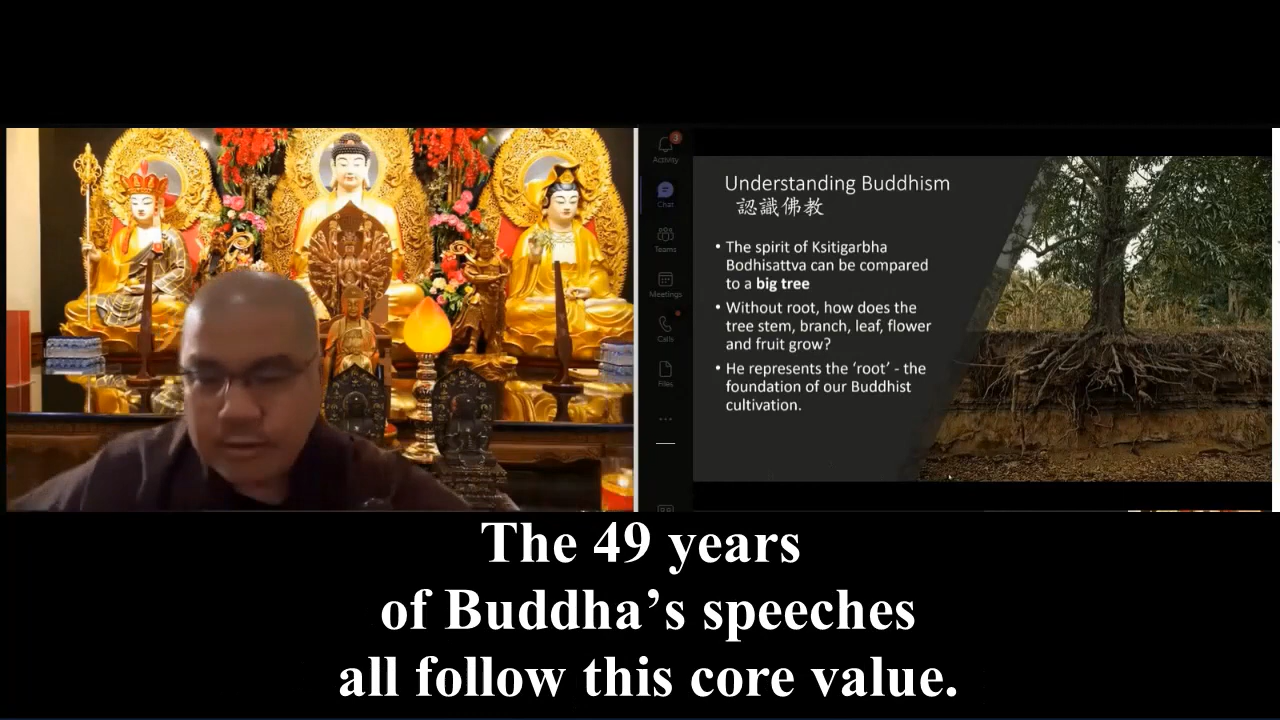 3
Activity
Chat
Teams
Meetings
Calls
Files
Understanding Buddhism
認識佛教
• The spirit of Ksitigarbha
Bodhisattva can be compared
to a big tree
• Without root, how does the
tree stem, branch, leaf, flower
and fruit grow?
• He represents the ‘root’ - the
foundation of our Buddhist
cultivation.
The 49 years
of Buddha’s speeches
all follow this core value.